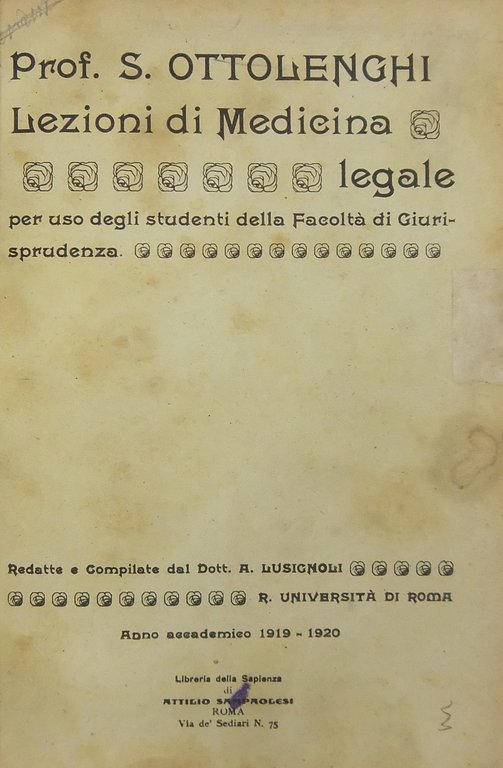 Prof. S. OTTOLENGHI
Lezioni di Medicina
legale
per uso degli studenti della Facoltà di Giuri-
sprudenza.
Redatte e Compilate dal Dott. A. LUSIGNOLI
R. UNIVERSITÀ DI ROMA
Anno accademico 1919 - 1920
Libreria della Sapienza
di
ATTILIO SAMPAOLESI
ROMA
Via de' Sediari N. 75